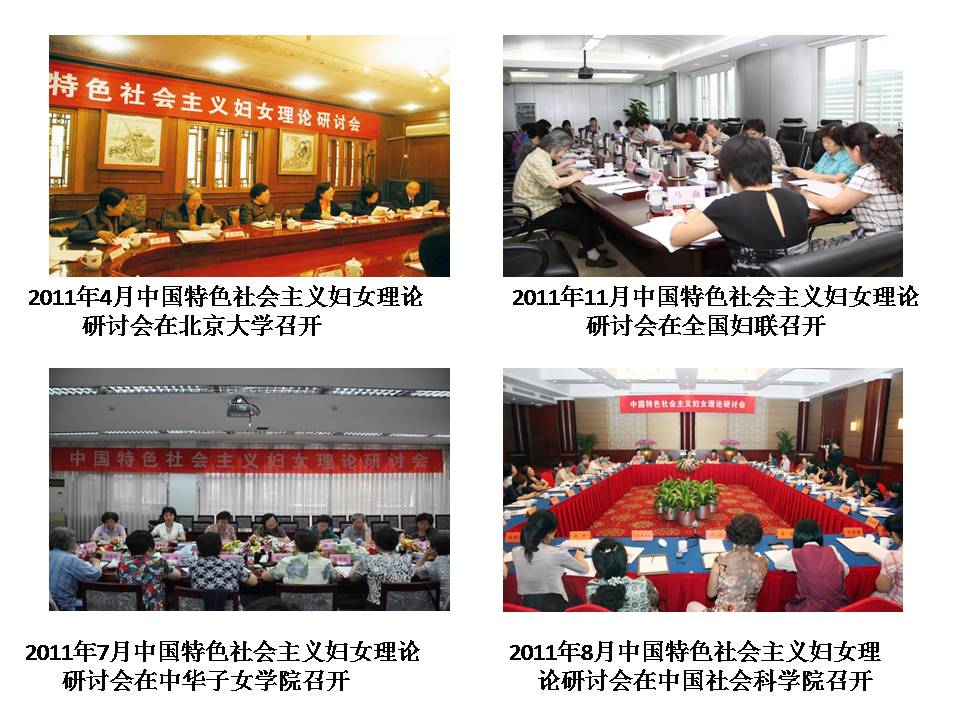 特色社会主义妇女理论研讨会
马焱
2011年4月中国特色社会主义妇女理论
研讨会在北京大学召开
2011年11月中国特色社会主义妇女理论
研讨会在全国妇联召开
中国特色社会主义妇女理论研讨会
中国特色社会主义妇女理论研讨会
2011年7月中国特色社会主义妇女理论
研讨会在中华子女学院召开
2011年8月中国特色社会主义妇女理
论研讨会在中国社会科学院召开